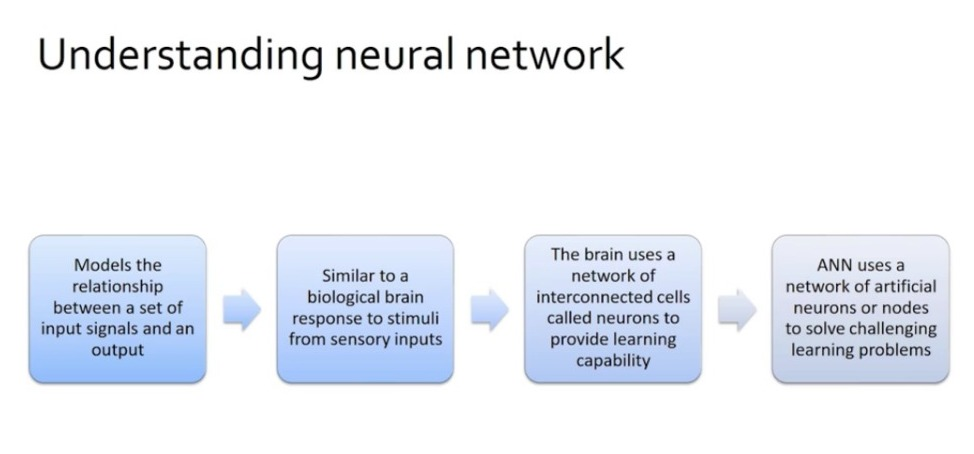 Understanding neural network
Models the
relationship
between a set of
input signals and an
output
Similar to a
biological brain
response to stimuli
from sensory inputs
The brain uses a
network of
interconnected cells
called neurons to
provide learning
capability
ANN uses a
network of artificial
neurons or nodes
to solve challenging
learning problems